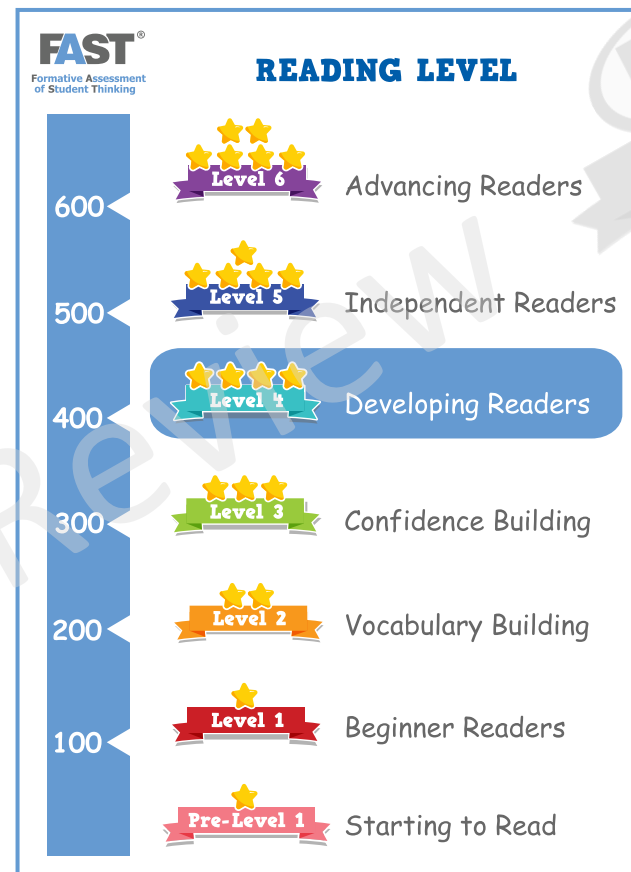 FAST®
Formative Assessment
of Student Thinking
READING LEVEL
Level 6
Advancing Readers
600
Level 5
Independent Readers
500
Level 4
Developing Readers
400
Level 3
Confidence Building
300
Level 2
Vocabulary Building
200
Level 1
Beginner Readers
100
Pre-Level 1
Starting to Read
Review